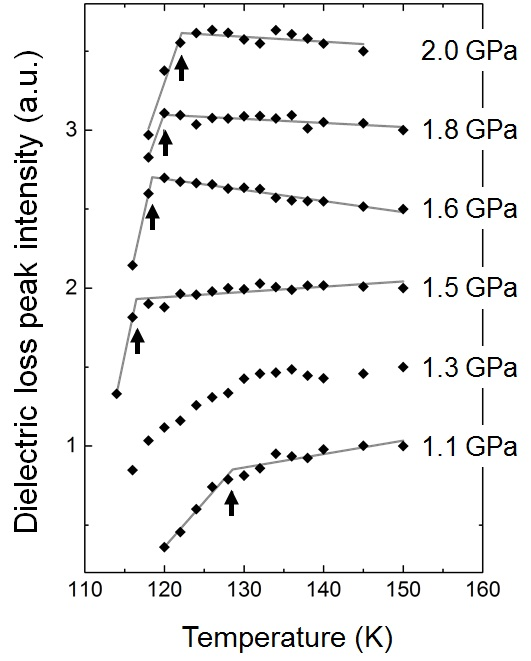 Dielectric loss peak intensity (a.u.)
3
2
1
2.0 GPa
1.8 GPa
1.6 GPa
1.5 GPa
1.3 GPa
1.1 GPa
110 120 130 140 150 160
Temperature (K)